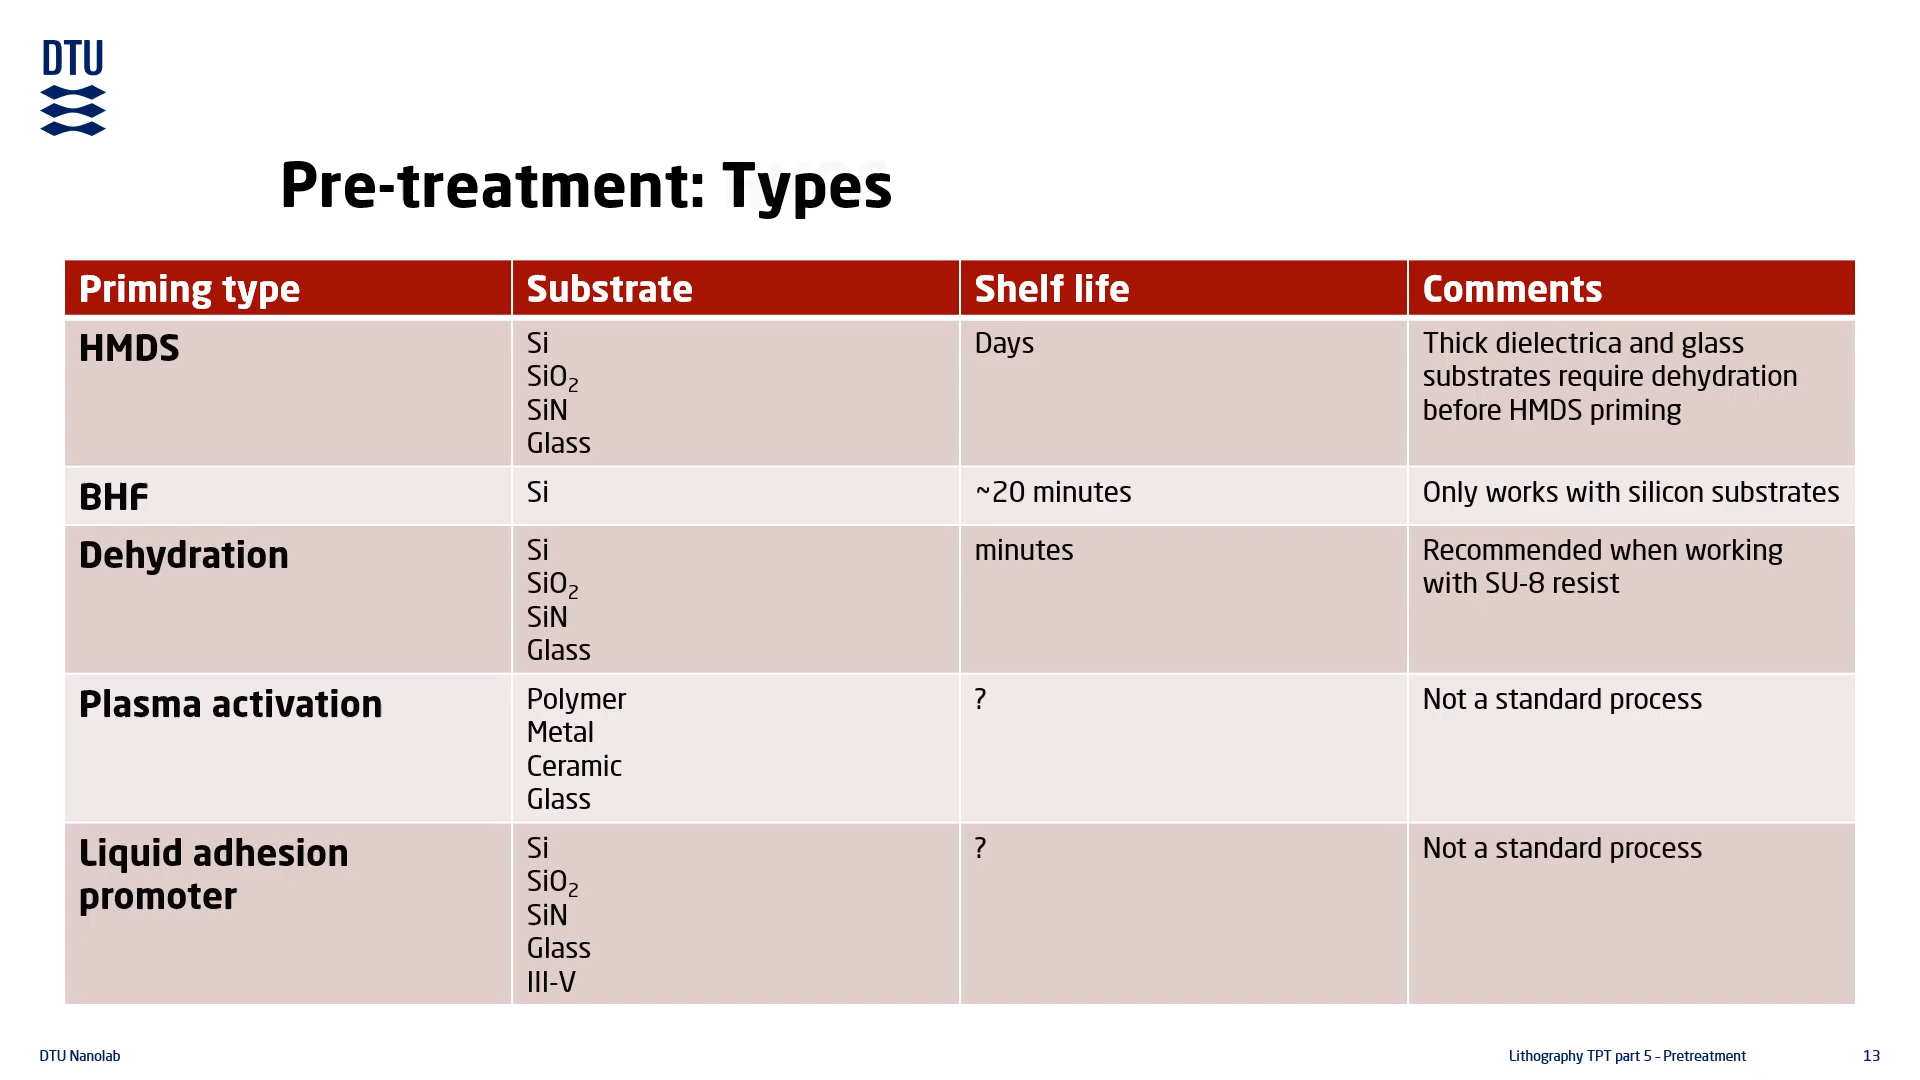 DTU
Pre-treatment: Types
Priming type Substrate Shelf life Comments
HMDS
Si
SiO2
SiN
Glass
Days
Thick dielectrica and glass
substrates require dehydration
before HMDS priming
BHF
Si
~20 minutes
Only works with silicon substrates
Dehydration
Si
SiO2
SiN
Glass
minutes
Recommended when working
with SU-8 resist
Plasma activation
Polymer
Metal
Ceramic
Glass
?
Not a standard process
Liquid adhesion
promoter
Si
SiO2
SiN
Glass
III-V
?
Not a standard process
DTU Nanolab
Lithography TPT part 5 – Pretreatment
13